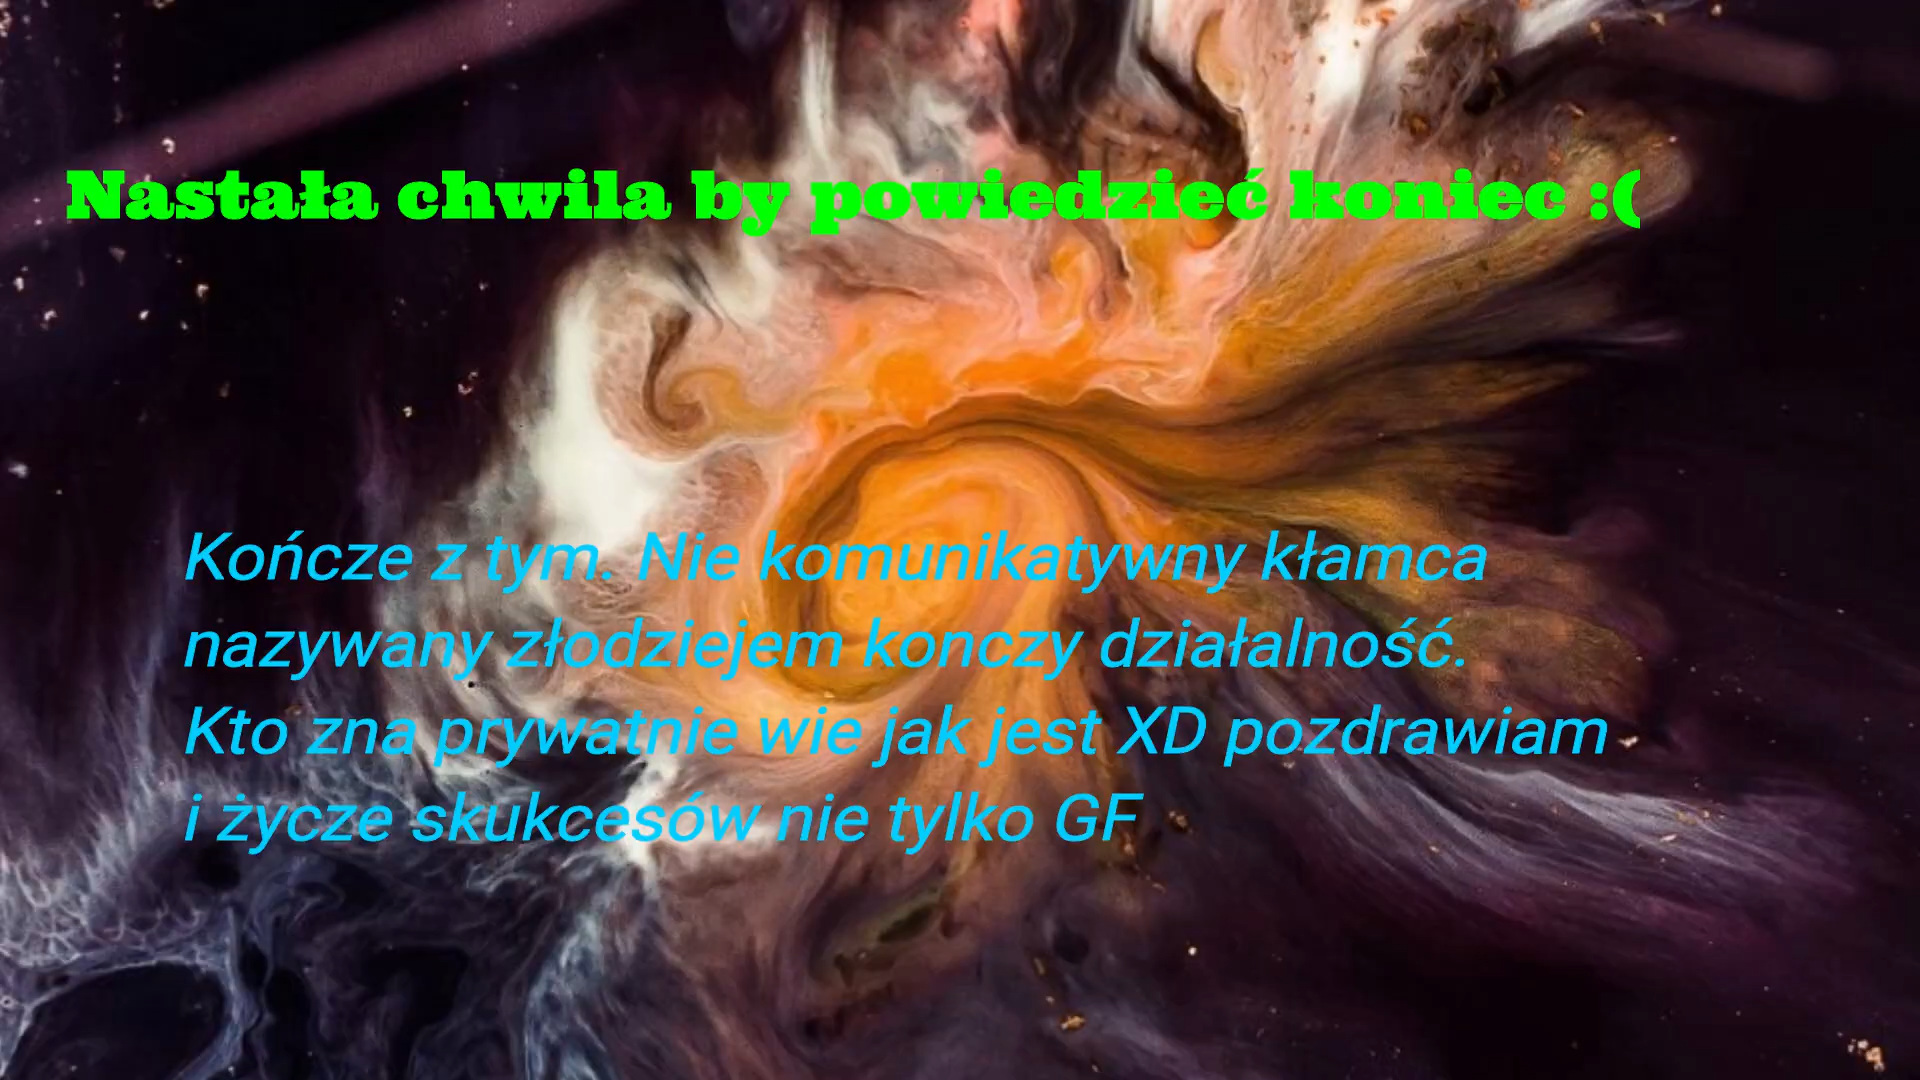 Nastała chwila by powiedzieć koniec :(
Kończe z tym. Nie komunikatywny kłamca
nazywany złodziejem konczy działalność.
Kto zna prywatnie wie jak jest XD pozdrawiam
i życze skukcesów nie tylko GF